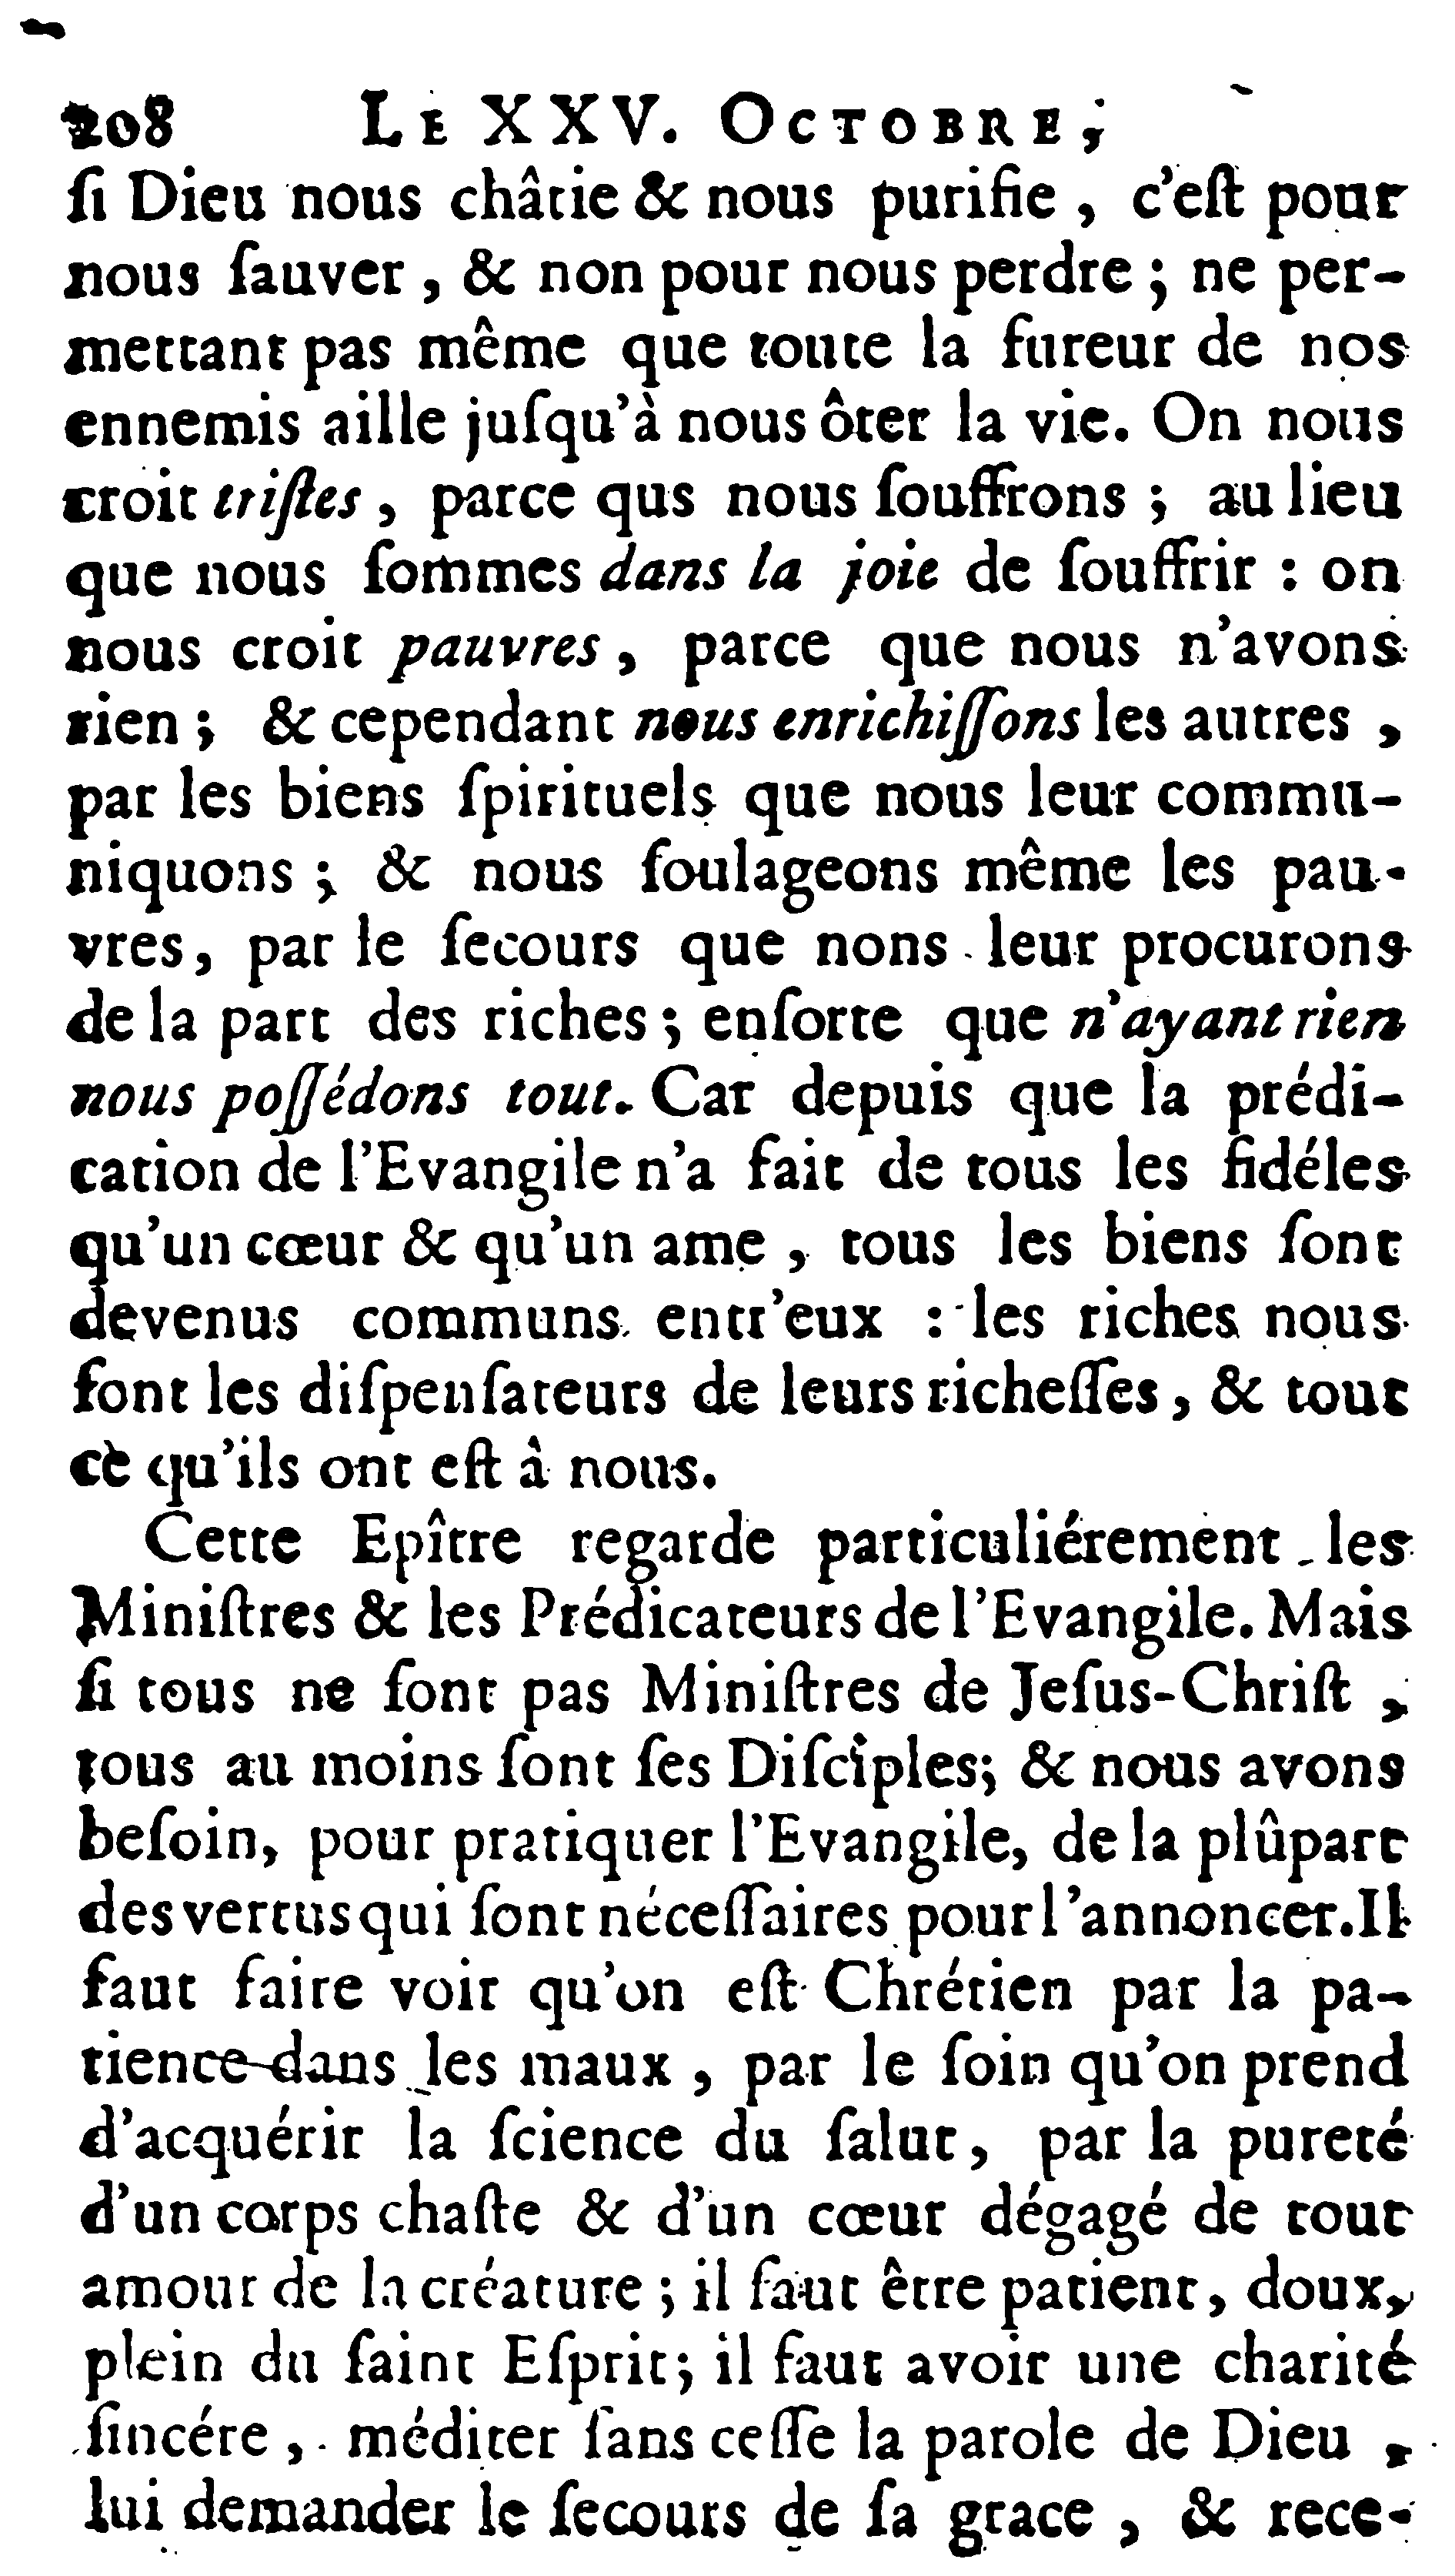 208 LE XXV. OCTOBRE,
ſi Dieu nous châtie & nous purifie, c'eſt pour
nous ſauver, & non pour nous perdre; ne per-
mettant pas même que toute la fureur de nos
ennemis aille juſqu'à nous ôter la vie. On nous
croit triſtes, parce qus nous ſouffrons; au lieu
que nous ſommes dans la joie de ſouffrir: on
nous croit pauvres, parce que nous n'avons
rien; & cependant nous enrichiſſons les autres,
par les biens ſpirituels que nous leur commu-
niquons; & nous ſoulageons même les pau-
vres, par le ſecours que nons leur procurons
de la part des riches; enſorte que n'ayant rien
nous poſſédons tout. Car depuis que la prédi-
cation de l'Evangile n'a fait de tous les fidéles
qu'un cœur & qu'un ame, tous les biens ſont
devenus communs entr'eux: les riches nous
font les diſpenſateurs de leurs richeſſes, & tout
ce qu'ils ont eſt à nous.
Cette Epître regarde particuliérement les
Miniſtres & les Prédicateurs de l'Evangile. Mais
ſi tous ne ſont pas Miniſtres de Jeſus-Chriſt,
tous au moins ſont ſes Diſciples; & nous avons
beſoin, pour pratiquer l'Evangile, de la plûpart
des vertus qui ſont néceſſaires pour l'annoncer. Il
faut faire voir qu'on eſt Chrétien par la pa-
tience dans les maux, par le ſoin qu'on prend
d'acquérir la ſcience du ſalut, par la pureté
d'un corps chaſte & d'un cœur dégagé de tout
amour de la créature; il faut être patient, doux,
plein du ſaint Eſprit; il faut avoir une charité
ſincére, méditer ſans ceſſe la parole de Dieu,
lui demander le ſecours de ſa grace, & rece-